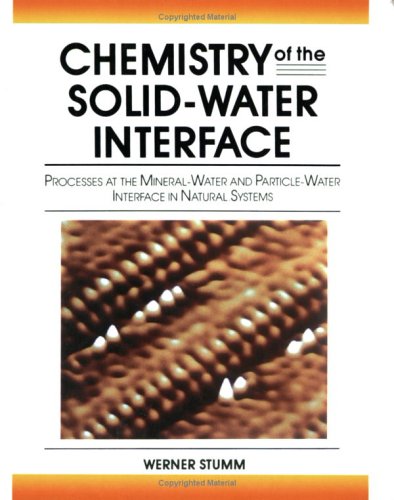 Copyrighted Material
CHEMISTRY of the
SOLID-WATER
INTERFACE
PROCESSES AT THE MINERAL-WATER AND PARTICLE-WATER
INTERFACE IN NATURAL SYSTEMS
WERNER STUMM
Copyrighted Material